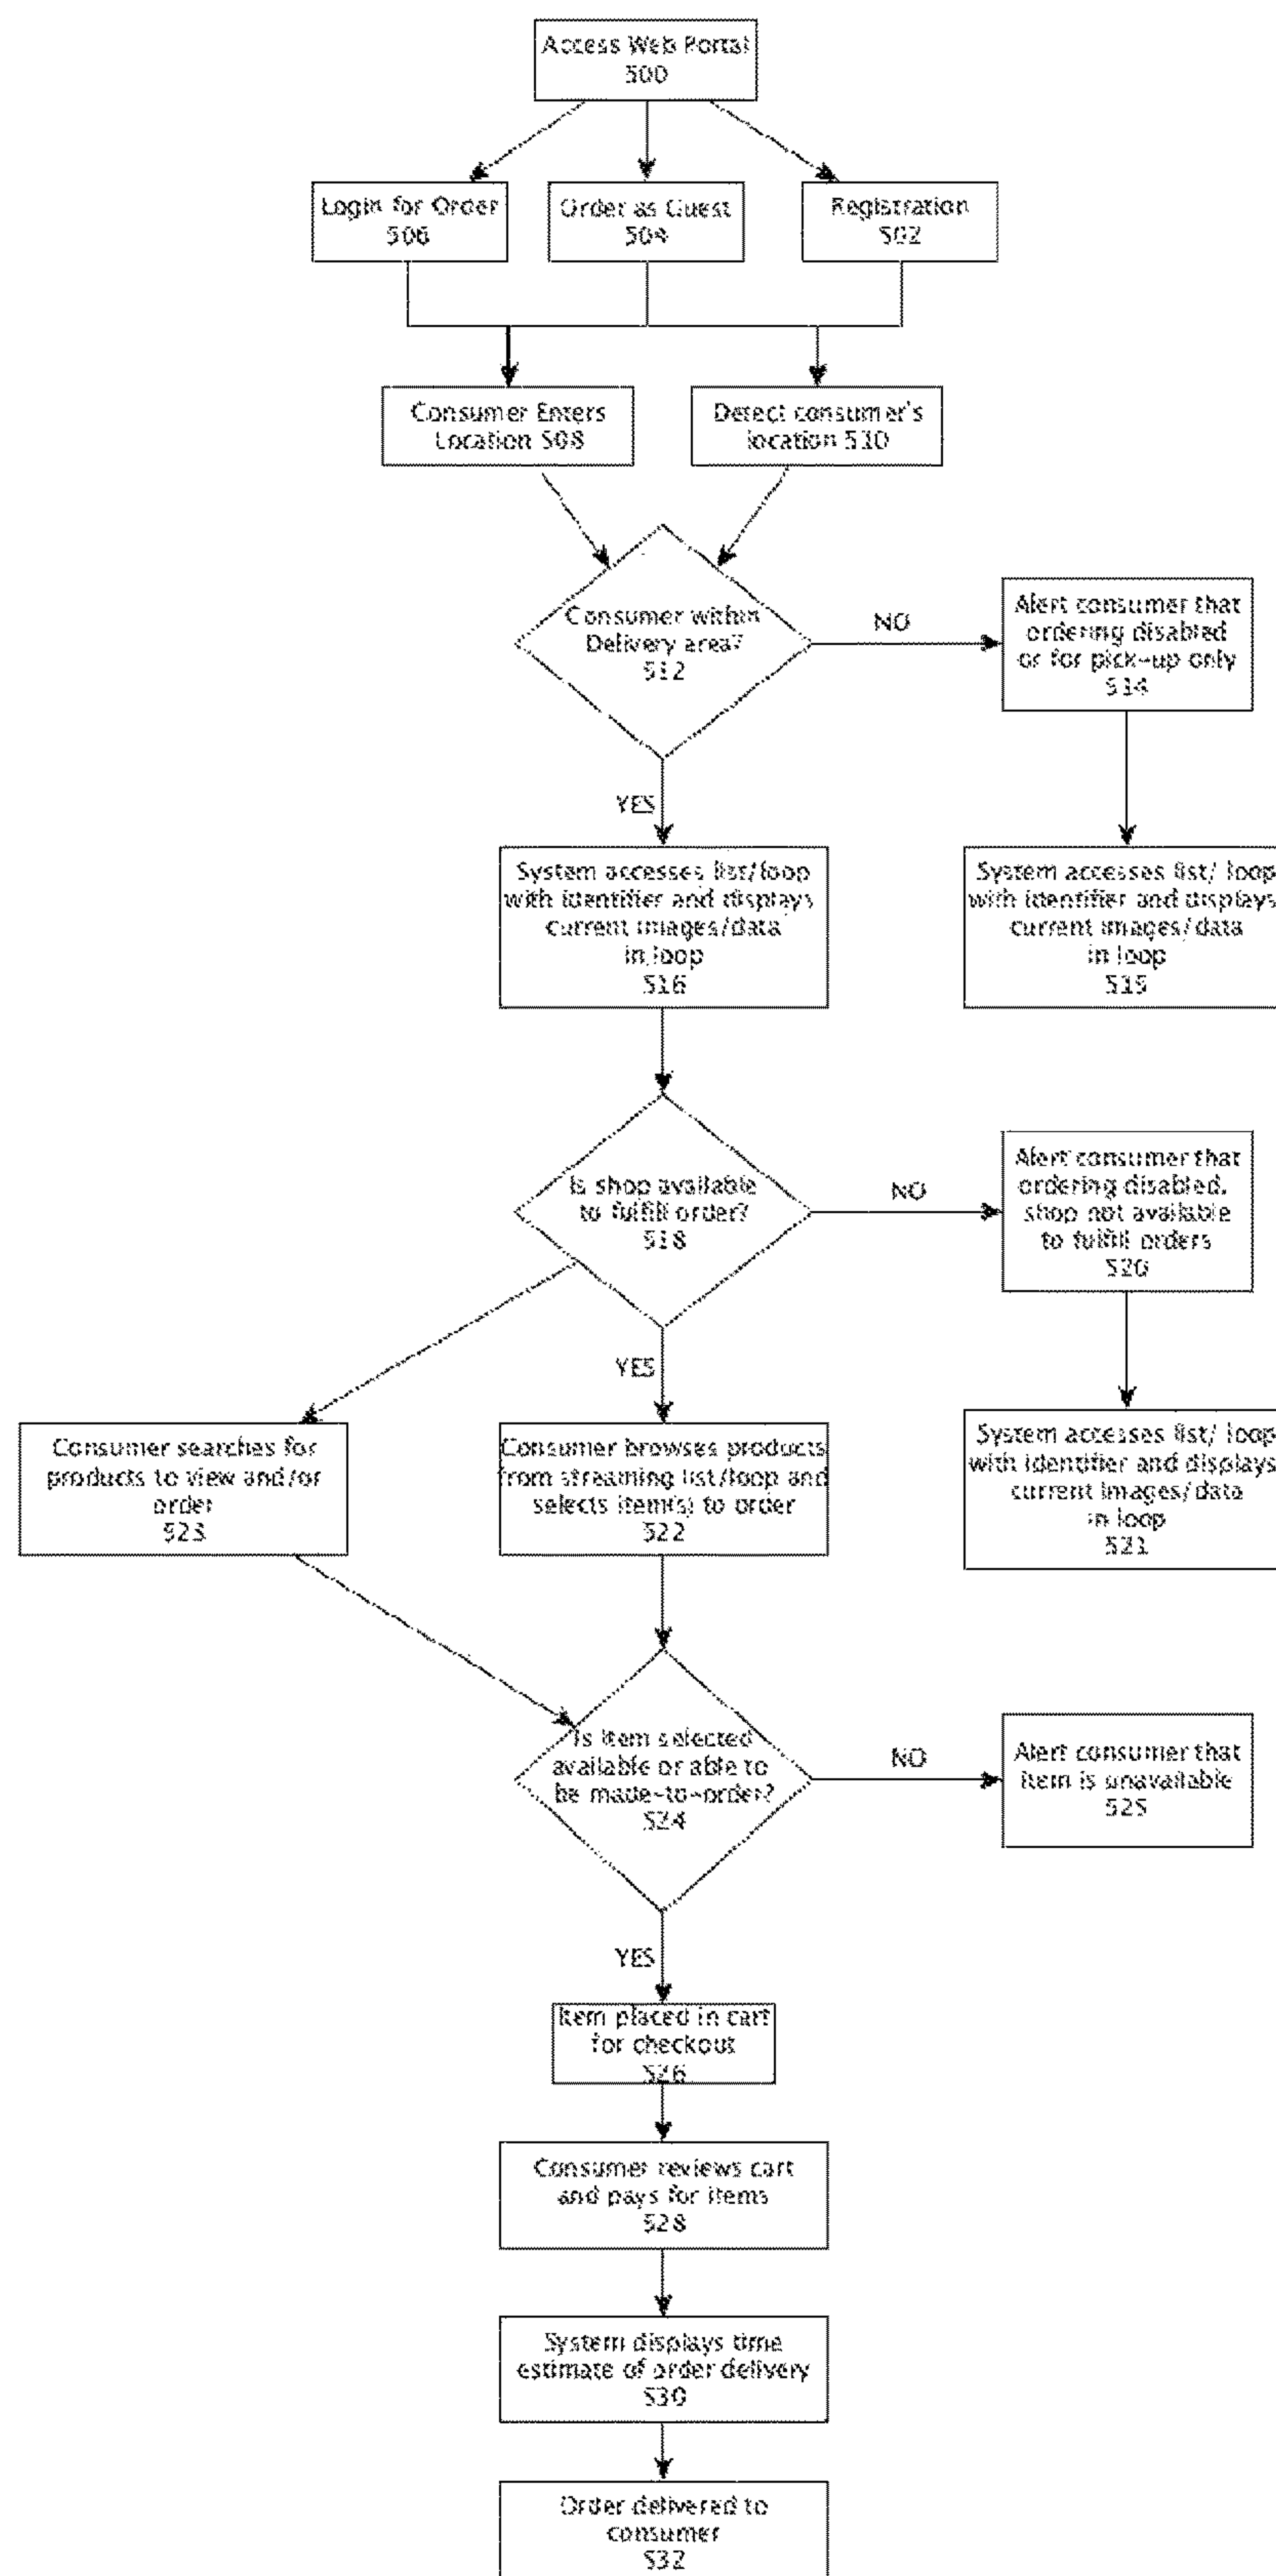 Access Web Portal
500
Login for Order
506
Order as Guest
504
Registration
502
Consumer Enters
Location 508
Detect consumer's
location 510
Consumer within
Delivery area?
512
NO
Alert consumer that
ordering disabled
or for pick-up only
514
YES
System accesses list/loop
with identifier and displays
current images/data
in loop
516
System accesses list/ loop
with identifier and displays
current images/data
in loop
515
Is shop available
to fulfill order?
518
NO
Alert consumer that
ordering disabled.
shop not available
to fulfill orders
520
YES
Consumer searches for
products to view and/or
order
523
Consumer browses products
from streaming list/loop and
selects item(s) to order
522
System accesses list/ loop
with identifier and displays
current images/data
in loop
521
Is item selected
available or able to
be made-to-order?
524
NO
Alert consumer that
item is unavailable
525
YES
Item placed in cart
for checkout
526
Consumer reviews cart
and pays for items
528
System displays time
estimate of order delivery
530
Order delivered to
consumer
532